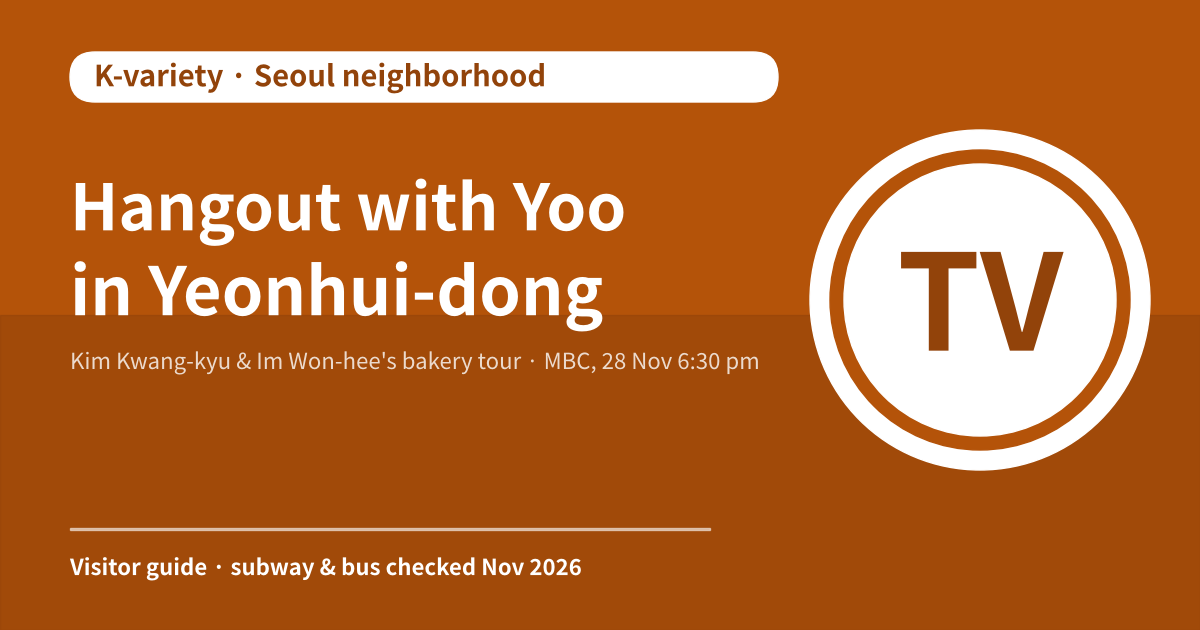 K-variety · Seoul neighborhood
Hangout with Yoo
in Yeonhui-dong
Kim Kwang-kyu & Im Won-hee's bakery tour · MBC, 28 Nov 6:30 pm
TV
Visitor guide · subway & bus checked Nov 2026